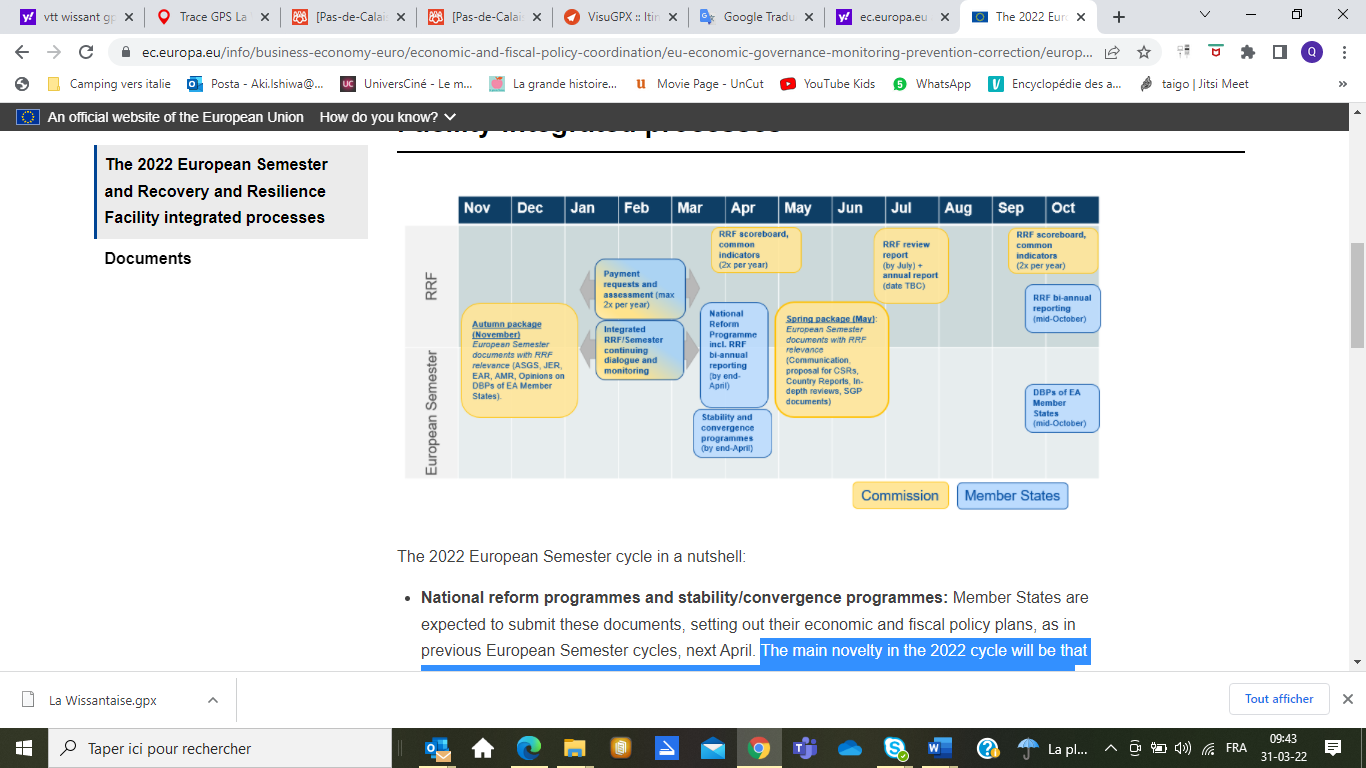 vtt wissant gp
Trace GPS La
[Pas-de-Calai
[Pas-de-Calai
VisuGPX :: Itin
Google Tradu
ec.europa.eu
The 2022 Eur
ec.europa.eu/info/business-economy-euro/economic-and-fiscal-policy-coordination/eu-economic-governance-monitoring-prevention-correction/europ...
Q
Camping vers italie
Posta - Aki.Ishiwa@...
UC UniversCiné - Le m...
La grande histoire...
u Movie Page - UnCut
YouTube Kids
WhatsApp
Encyclopédie des a...
taigo | Jitsi Meet
»
An official website of the European Union How do you know?
Facility integrated processes
The 2022 European Semester
and Recovery and Resilience
Facility integrated processes
Documents
Nov Dec Jan Feb Mar Apr May Jun Jul Aug Sep Oct
RRF
European Semester
Autumn package
(November)
European Semester
documents with RRF
relevance (ASGS, JER,
EAR, AMR, Opinions on
DBPs of EA Member
States).
Payment
requests and
assessment (max
2x per year)
Integrated
RRF/Semester
continuing
dialogue and
monitoring
RRF scoreboard,
common
indicators
(2x per year)
National
Reform
Programme
incl. RRF
bi-annual
reporting
(by end-
April)
Stability and
convergence
programmes
(by end-April)
Spring package (May):
European Semester
documents with RRF
relevance
(Communication,
proposal for CSRs,
Country Reports, In-
depth reviews, SGP
documents)
RRF review
report
(by July) +
annual report
(date TBC)
RRF scoreboard,
common
indicators
(2x per year)
RRF bi-annual
reporting
(mid-October)
DBPs of EA
Member
States
(mid-October)
Commission
Member States
The 2022 European Semester cycle in a nutshell:
• National reform programmes and stability/convergence programmes: Member States are
expected to submit these documents, setting out their economic and fiscal policy plans, as in
previous European Semester cycles, next April. The main novelty in the 2022 cycle will be that
La Wissantaise.gpx
Tout afficher
Taper ici pour rechercher
La pl...
FRA
09:43
31-03-22